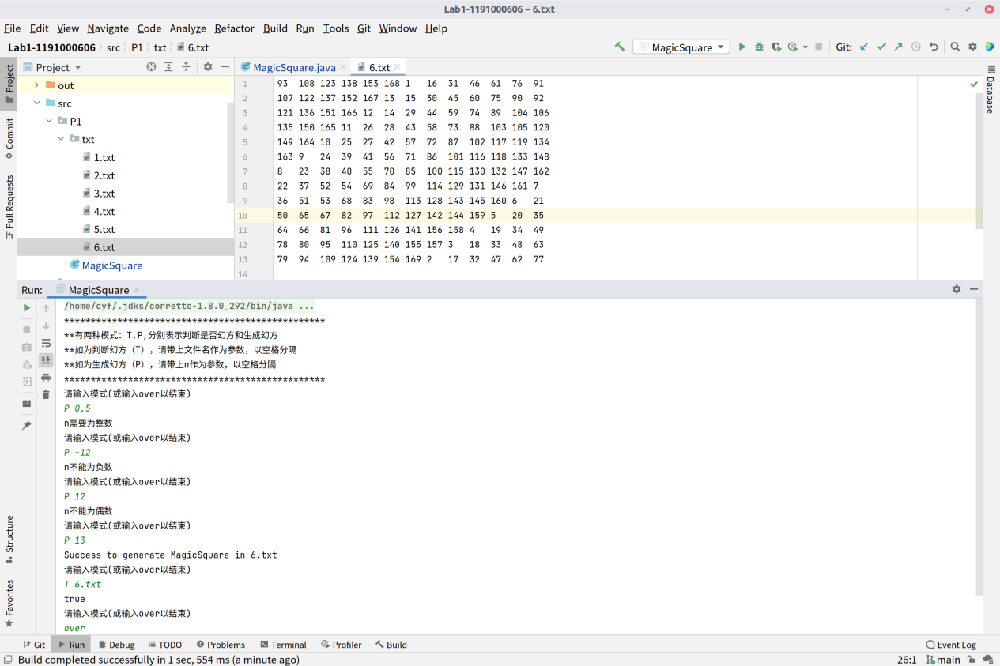 Lab1-1191000606 – 6.txt
File Edit View Navigate Code Analyze Refactor Build Run Tools Git Window Help
Lab1-1191000606 src P1 txt 6.txt MagicSquare Git:
Project MagicSquare.java 6.txt
out
src
P1
txt
1.txt
2.txt
3.txt
4.txt
5.txt
6.txt
MagicSquare
1 93 108 123 138 153 168 1 16 31 46 61 76 91
2 107 122 137 152 167 13 15 30 45 60 75 90 92
3 121 136 151 166 12 14 29 44 59 74 89 104 106
4 135 150 165 11 26 28 43 58 73 88 103 105 120
5 149 164 10 25 27 42 57 72 87 102 117 119 134
6 163 9 24 39 41 56 71 86 101 116 118 133 148
7 8 23 38 40 55 70 85 100 115 130 132 147 162
8 22 37 52 54 69 84 99 114 129 131 146 161 7
9 36 51 53 68 83 98 113 128 143 145 160 6 21
10 50 65 67 82 97 112 127 142 144 159 5 20 35
11 64 66 81 96 111 126 141 156 158 4 19 34 49
12 78 80 95 110 125 140 155 157 3 18 33 48 63
13 79 94 109 124 139 154 169 2 17 32 47 62 77
14
Project
Commit
Pull Requests
Structure
Favorites
Database
Run: MagicSquare
/home/cyf/.jdks/corretto-1.8.0_292/bin/java ...
*************************************************
**有两种模式：T,P,分别表示判断是否幻方和生成幻方
**如为判断幻方（T），请带上文件名作为参数，以空格分隔
**如为生成幻方（P），请带上n作为参数，以空格分隔
*************************************************
请输入模式(或输入over以结束)
P 0.5
n需要为整数
请输入模式(或输入over以结束)
P -12
n不能为负数
请输入模式(或输入over以结束)
P 12
n不能为偶数
请输入模式(或输入over以结束)
P 13
Success to generate MagicSquare in 6.txt
请输入模式(或输入over以结束)
T 6.txt
true
请输入模式(或输入over以结束)
over
Git Run Debug TODO Problems Terminal Profiler Build Event Log
Build completed successfully in 1 sec, 554 ms (a minute ago) 26:1 main